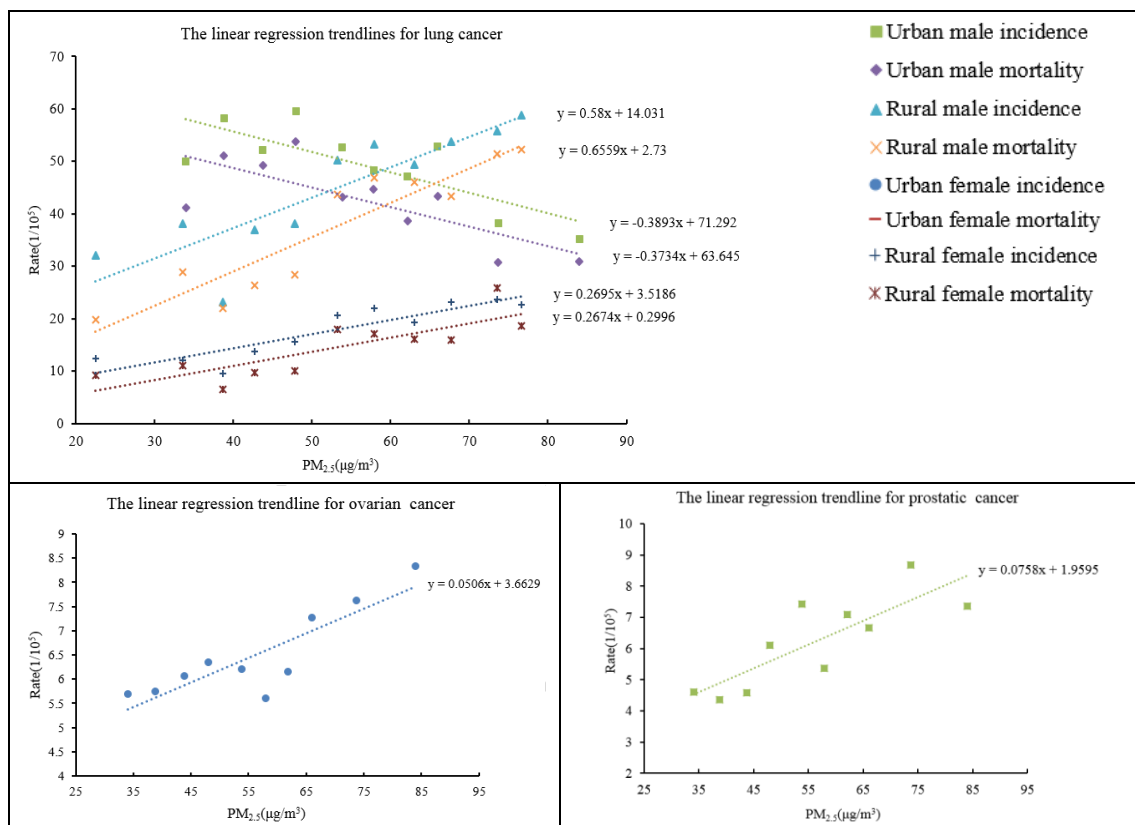 The linear regression trendlines for lung cancer
70
60
50
40
30
20
10
0
Rate(1/10⁵)
20 30 40 50 60 70 80 90
PM₂.₅(μg/m³)
y = 0.58x + 14.031
y = 0.6559x + 2.73
y = -0.3893x + 71.292
y = -0.3734x + 63.645
y = 0.2695x + 3.5186
y = 0.2674x + 0.2996
Urban male incidence
Urban male mortality
Rural male incidence
Rural male mortality
Urban female incidence
Urban female mortality
Rural female incidence
Rural female mortality
The linear regression trendline for ovarian cancer
9
8.5
8
7.5
7
6.5
6
5.5
5
4.5
4
Rate(1/10⁵)
25 35 45 55 65 75 85 95
PM₂.₅(μg/m³)
y = 0.0506x + 3.6629
The linear regression trendline for prostatic cancer
10
9
8
7
6
5
4
3
2
Rate(1/10⁵)
25 35 45 55 65 75 85 95
PM₂.₅(μg/m³)
y = 0.0758x + 1.9595